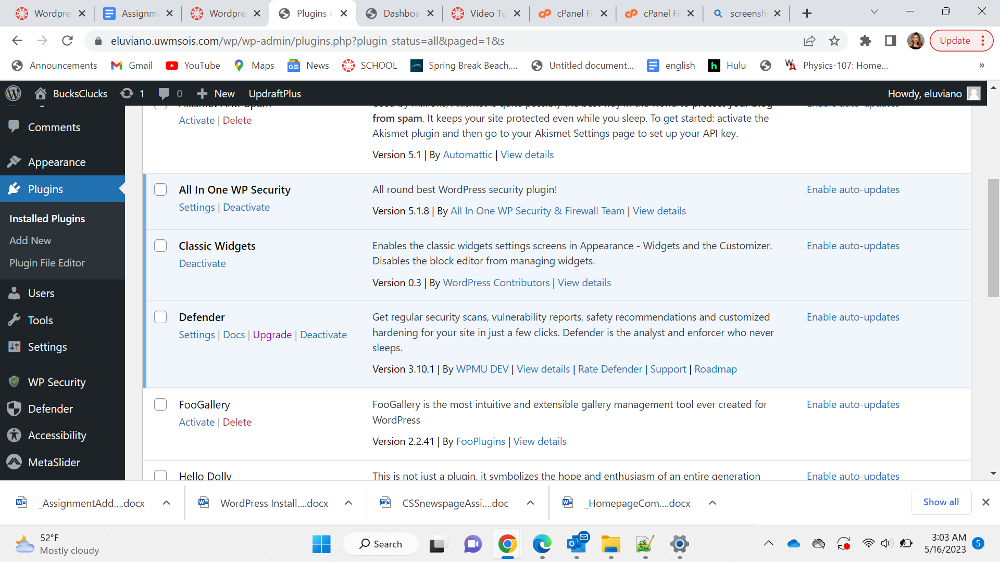 Wordpre
Assignme
Wordpre
Plugins ‹
Dashboa
Video Tu
cPanel Fi
cPanel Fi
screensh
eluviano.uwmsois.com/wp/wp-admin/plugins.php?plugin_status=all&paged=1&s
Update
Announcements
Gmail
YouTube
Maps
News
SCHOOL
Spring Break Beach,...
Untitled document...
english
Hulu
Physics-107: Home...
»
BucksClucks
1
0
New
UpdraftPlus
Howdy, eluviano
Comments
Appearance
Plugins
Installed Plugins
Add New
Plugin File Editor
Users
Tools
Settings
WP Security
Defender
Accessibility
MetaSlider
Akismet Anti-Spam
Activate | Delete
Used by millions, Akismet is quite possibly the best way in the world to protect your blog
from spam. It keeps your site protected even while you sleep. To get started: activate the
Akismet plugin and then go to your Akismet Settings page to set up your API key.
Version 5.1 | By Automattic | View details
Enable auto-updates
All In One WP Security
Settings | Deactivate
All round best WordPress security plugin!
Version 5.1.8 | By All In One WP Security & Firewall Team | View details
Enable auto-updates
Classic Widgets
Deactivate
Enables the classic widgets settings screens in Appearance - Widgets and the Customizer.
Disables the block editor from managing widgets.
Version 0.3 | By WordPress Contributors | View details
Enable auto-updates
Defender
Settings | Docs | Upgrade | Deactivate
Get regular security scans, vulnerability reports, safety recommendations and customized
hardening for your site in just a few clicks. Defender is the analyst and enforcer who never
sleeps.
Version 3.10.1 | By WPMU DEV | View details | Rate Defender | Support | Roadmap
Enable auto-updates
FooGallery
Activate | Delete
FooGallery is the most intuitive and extensible gallery management tool ever created for
WordPress
Version 2.2.41 | By FooPlugins | View details
Enable auto-updates
Hello Dolly
This is not just a plugin, it symbolizes the hope and enthusiasm of an entire generation
Enable auto-updates
_AssignmentAdd....docx
WordPress Install....docx
CSSnewspageAssi....doc
_HomepageCom....docx
Show all
52°F
Mostly cloudy
Search
3:03 AM
5/16/2023
5